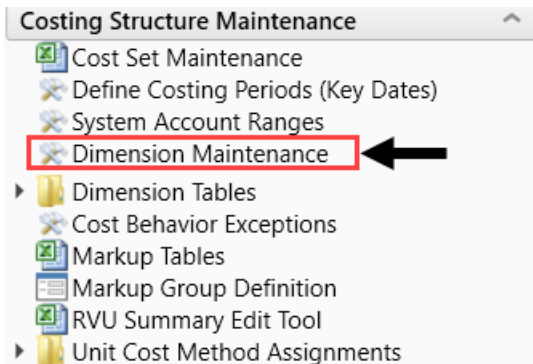 Costing Structure Maintenance
Cost Set Maintenance
Define Costing Periods (Key Dates)
System Account Ranges
Dimension Maintenance
Dimension Tables
Cost Behavior Exceptions
Markup Tables
Markup Group Definition
RVU Summary Edit Tool
Unit Cost Method Assignments